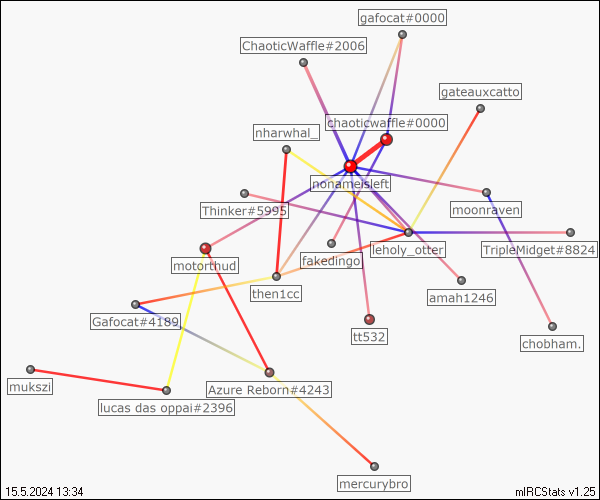 gafocat#0000
ChaoticWaffle#2006
gateauxcatto
chaoticwaffle#0000
nharwhal_
nonameisleft
Thinker#5995
moonraven
leholy_otter
TripleMidget#8824
fakedingo
motorthud
then1cc
amah1246
Gafocat#4189
tt532
chobham.
mukszi
Azure Reborn#4243
lucas das oppai#2396
mercurybro
15.5.2024 13:34
mIRCStats v1.25